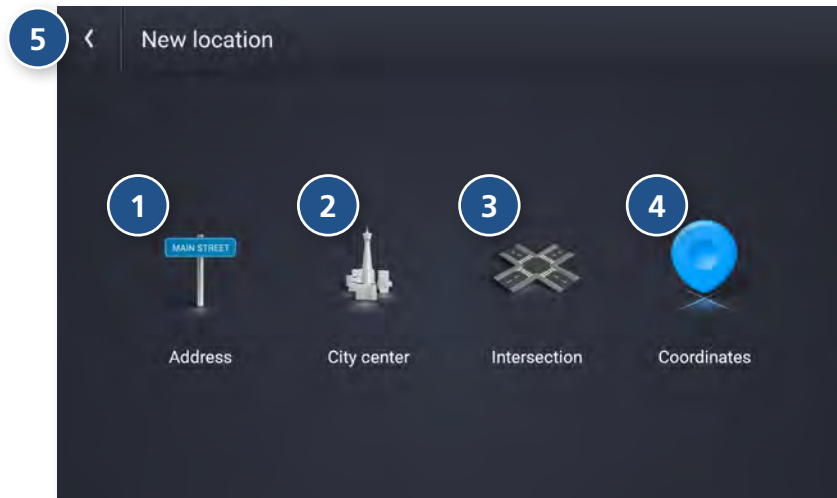 5
New location
1
2
3
4
MAIN STREET
Address
City center
Intersection
Coordinates